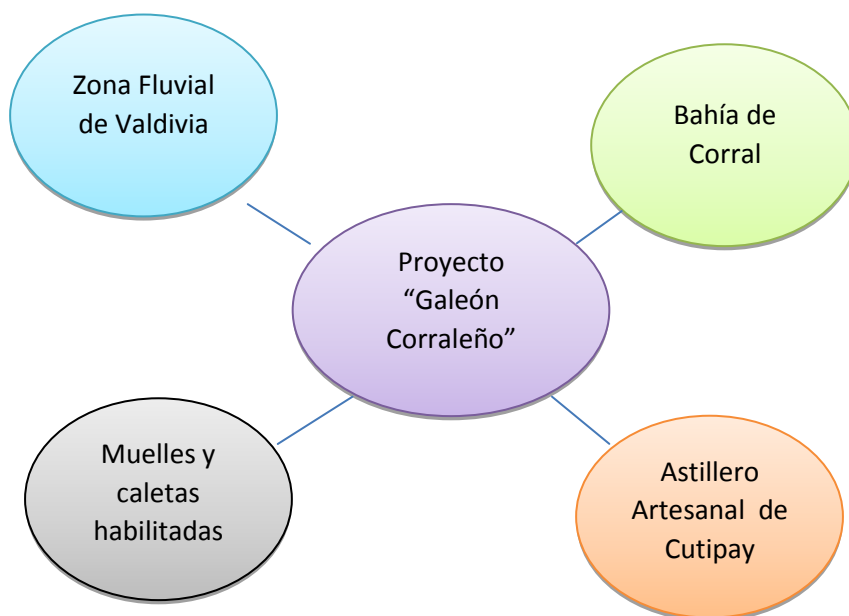 Zona Fluvial
de Valdivia
Bahía de
Corral
Proyecto
“Galeón
Corraleño”
Muelles y
caletas
habilitadas
Astillero
Artesanal de
Cutipay